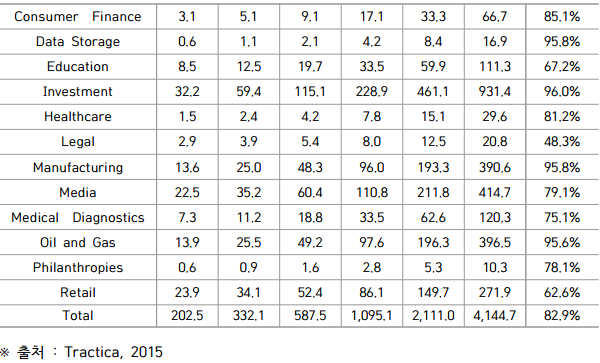 Consumer Finance 3.1 5.1 9.1 17.1 33.3 66.7 85.1%
Data Storage 0.6 1.1 2.1 4.2 8.4 16.9 95.8%
Education 8.5 12.5 19.7 33.5 59.9 111.3 67.2%
Investment 32.2 59.4 115.1 228.9 461.1 931.4 96.0%
Healthcare 1.5 2.4 4.2 7.8 15.1 29.6 81.2%
Legal 2.9 3.9 5.4 8.0 12.5 20.8 48.3%
Manufacturing 13.6 25.0 48.3 96.0 193.3 390.6 95.8%
Media 22.5 35.2 60.4 110.8 211.8 414.7 79.1%
Medical Diagnostics 7.3 11.2 18.8 33.5 62.6 120.3 75.1%
Oil and Gas 13.9 25.5 49.2 97.6 196.3 396.5 95.6%
Philanthropies 0.6 0.9 1.6 2.8 5.3 10.3 78.1%
Retail 23.9 34.1 52.4 86.1 149.7 271.9 62.6%
Total 202.5 332.1 587.5 1,095.1 2,111.0 4,144.7 82.9%
※ 출처 : Tractica, 2015